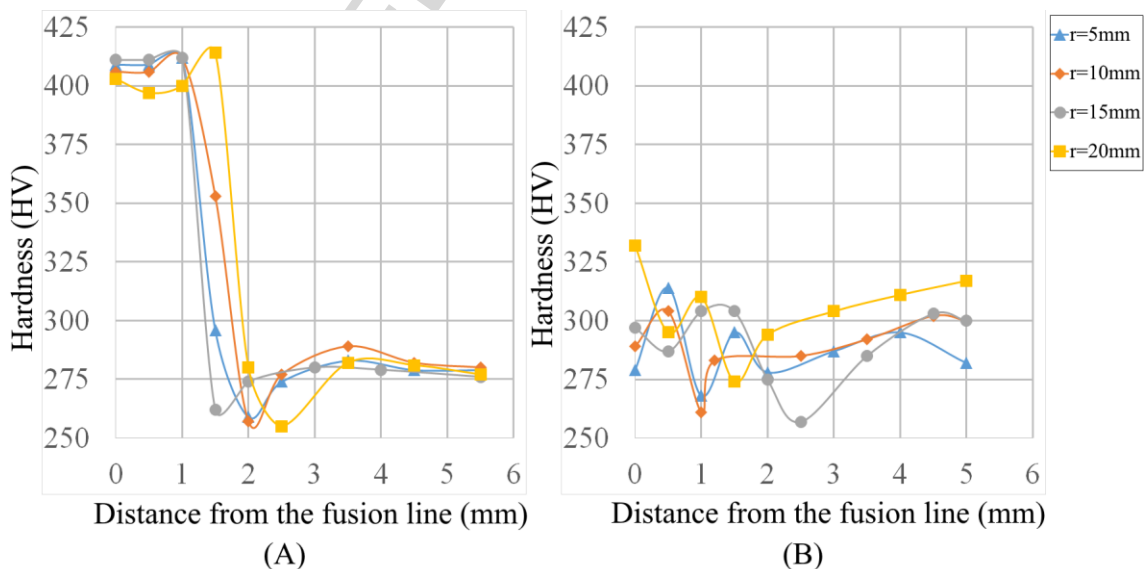 425
400
375
350
325
300
275
250
0 1 2 3 4 5 6
Hardness (HV)
Distance from the fusion line (mm)
(A)
425
400
375
350
325
300
275
250
0 1 2 3 4 5 6
Hardness (HV)
Distance from the fusion line (mm)
(B)
r=5mm
r=10mm
r=15mm
r=20mm